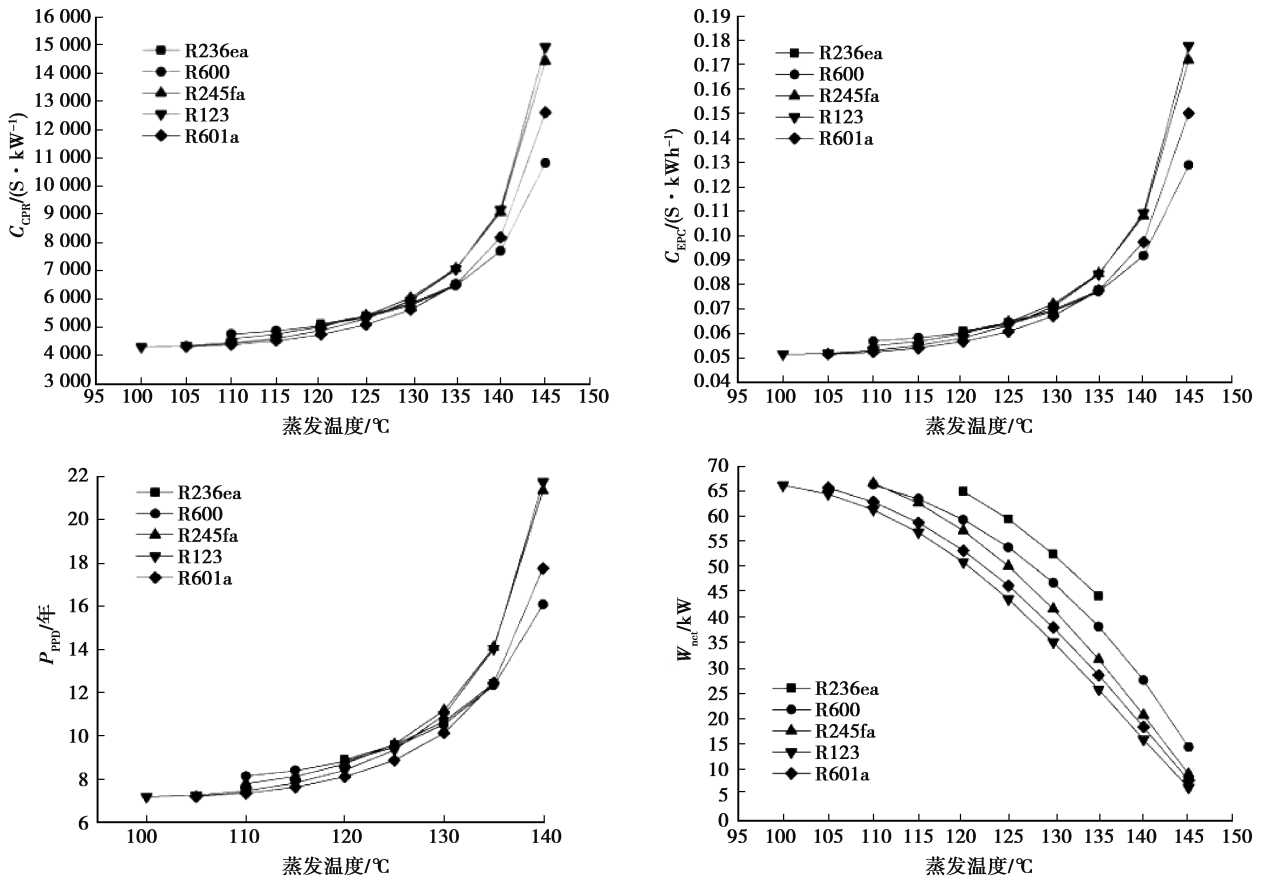 16 000
15 000
14 000
13 000
12 000
11 000
10 000
9 000
8 000
7 000
6 000
5 000
4 000
3 000
C_CPR/(S·kW⁻¹)
R236ea
R600
R245fa
R123
R601a
95 100 105 110 115 120 125 130 135 140 145 150
蒸发温度/℃
0.19
0.18
0.17
0.16
0.15
0.14
0.13
0.12
0.11
0.10
0.09
0.08
0.07
0.06
0.05
0.04
C_EPC/(S·kWh⁻¹)
R236ea
R600
R245fa
R123
R601a
95 100 105 110 115 120 125 130 135 140 145 150
蒸发温度/℃
22
20
18
16
14
12
10
8
6
P_PPD/年
R236ea
R600
R245fa
R123
R601a
100 110 120 130 140
蒸发温度/℃
70
65
60
55
50
45
40
35
30
25
20
15
10
5
0
W_net/kW
R236ea
R600
R245fa
R123
R601a
95 100 105 110 115 120 125 130 135 140 145 150
蒸发温度/℃